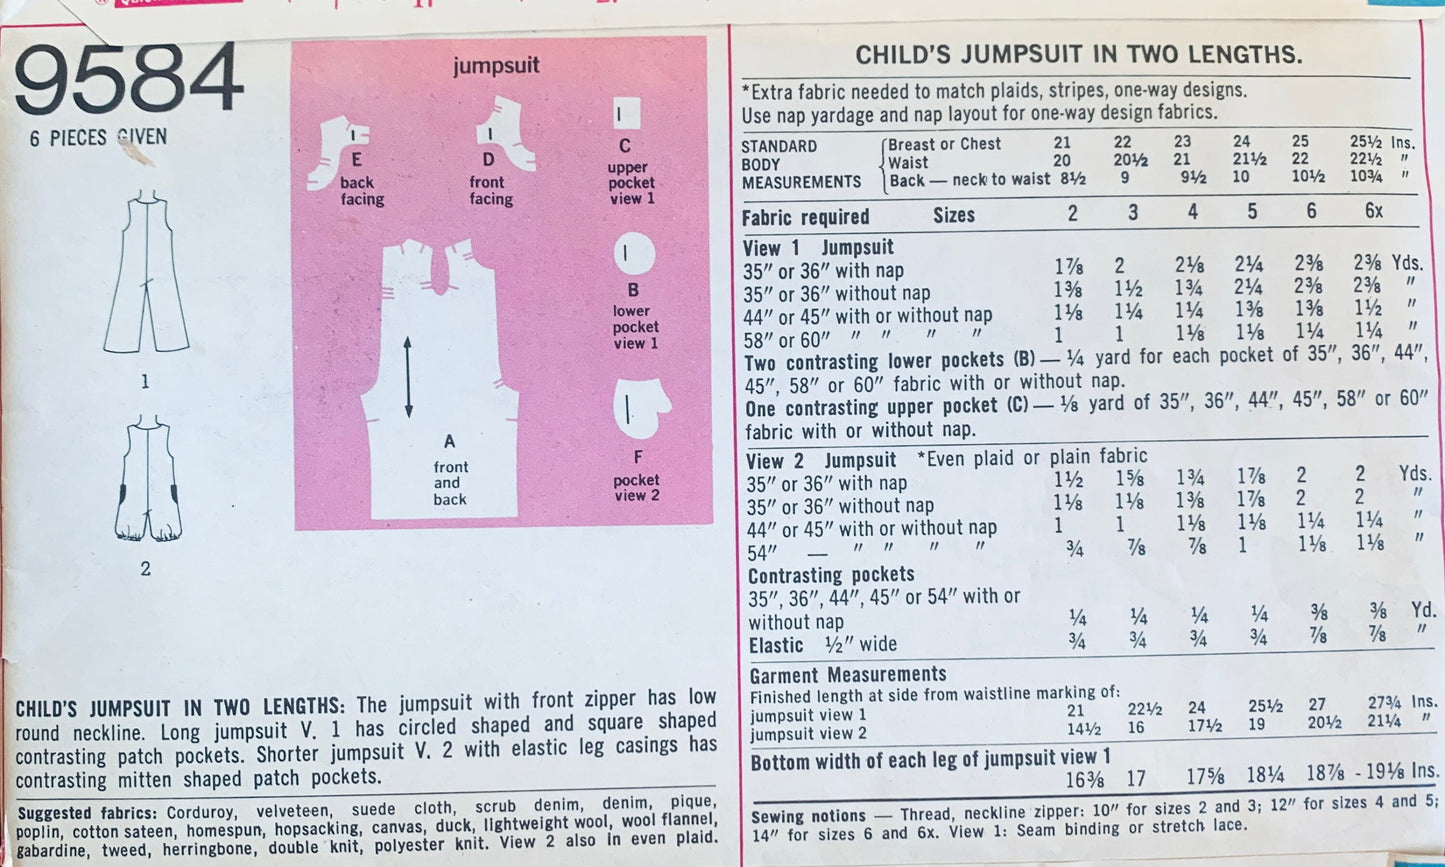 9584
6 PIECES GIVEN
1
2
jumpsuit
E
back
facing
D
front
facing
C
upper
pocket
view 1
B
lower
pocket
view 1
A
front
and
back
F
pocket
view 2
CHILD'S JUMPSUIT IN TWO LENGTHS: The jumpsuit with front zipper has low
round neckline. Long jumpsuit V. 1 has circled shaped and square shaped
contrasting patch pockets. Shorter jumpsuit V. 2 with elastic leg casings has
contrasting mitten shaped patch pockets.
Suggested fabrics: Corduroy, velveteen, suede cloth, scrub denim, denim, pique,
poplin, cotton sateen, homespun, hopsacking, canvas, duck, lightweight wool, wool flannel,
gabardine, tweed, herringbone, double knit, polyester knit. View 2 also in even plaid.
CHILD'S JUMPSUIT IN TWO LENGTHS.
*Extra fabric needed to match plaids, stripes, one-way designs.
Use nap yardage and nap layout for one-way design fabrics.
STANDARD Breast or Chest 21 22 23 24 25 25½ Ins.
BODY Waist 20 20½ 21 21½ 22 22½ "
MEASUREMENTS Back — neck to waist 8½ 9 9½ 10 10½ 10¾ "
Fabric required Sizes 2 3 4 5 6 6x
View 1 Jumpsuit
35" or 36" with nap 1⅞ 2 2⅛ 2¼ 2⅜ 2⅜ Yds.
35" or 36" without nap 1⅜ 1½ 1¾ 2¼ 2⅜ 2⅜ "
44" or 45" with or without nap 1⅛ 1¼ 1¼ 1⅜ 1⅜ 1½ "
58" or 60" " " " " 1 1 1⅛ 1⅛ 1¼ 1¼ "
Two contrasting lower pockets (B) — ¼ yard for each pocket of 35", 36", 44",
45", 58" or 60" fabric with or without nap.
One contrasting upper pocket (C) — ⅛ yard of 35", 36", 44", 45", 58" or 60"
fabric with or without nap.
View 2 Jumpsuit *Even plaid or plain fabric
35" or 36" with nap 1½ 1⅝ 1¾ 1⅞ 2 2 Yds.
35" or 36" without nap 1⅛ 1⅛ 1⅜ 1⅞ 2 2 "
44" or 45" with or without nap 1 1 1⅛ 1⅛ 1¼ 1¼ "
54" — " " " " ¾ ⅞ ⅞ 1 1⅛ 1⅛ "
Contrasting pockets
35", 36", 44", 45" or 54" with or
without nap ¼ ¼ ¼ ¼ ⅜ ⅜ Yd.
Elastic ½" wide ¾ ¾ ¾ ¾ ⅞ ⅞ "
Garment Measurements
Finished length at side from waistline marking of:
jumpsuit view 1 21 22½ 24 25½ 27 27¾ Ins.
jumpsuit view 2 14½ 16 17½ 19 20½ 21¼ "
Bottom width of each leg of jumpsuit view 1
16⅜ 17 17⅝ 18¼ 18⅞ - 19⅛ Ins.
Sewing notions — Thread, neckline zipper: 10" for sizes 2 and 3; 12" for sizes 4 and 5;
14" for sizes 6 and 6x. View 1: Seam binding or stretch lace.